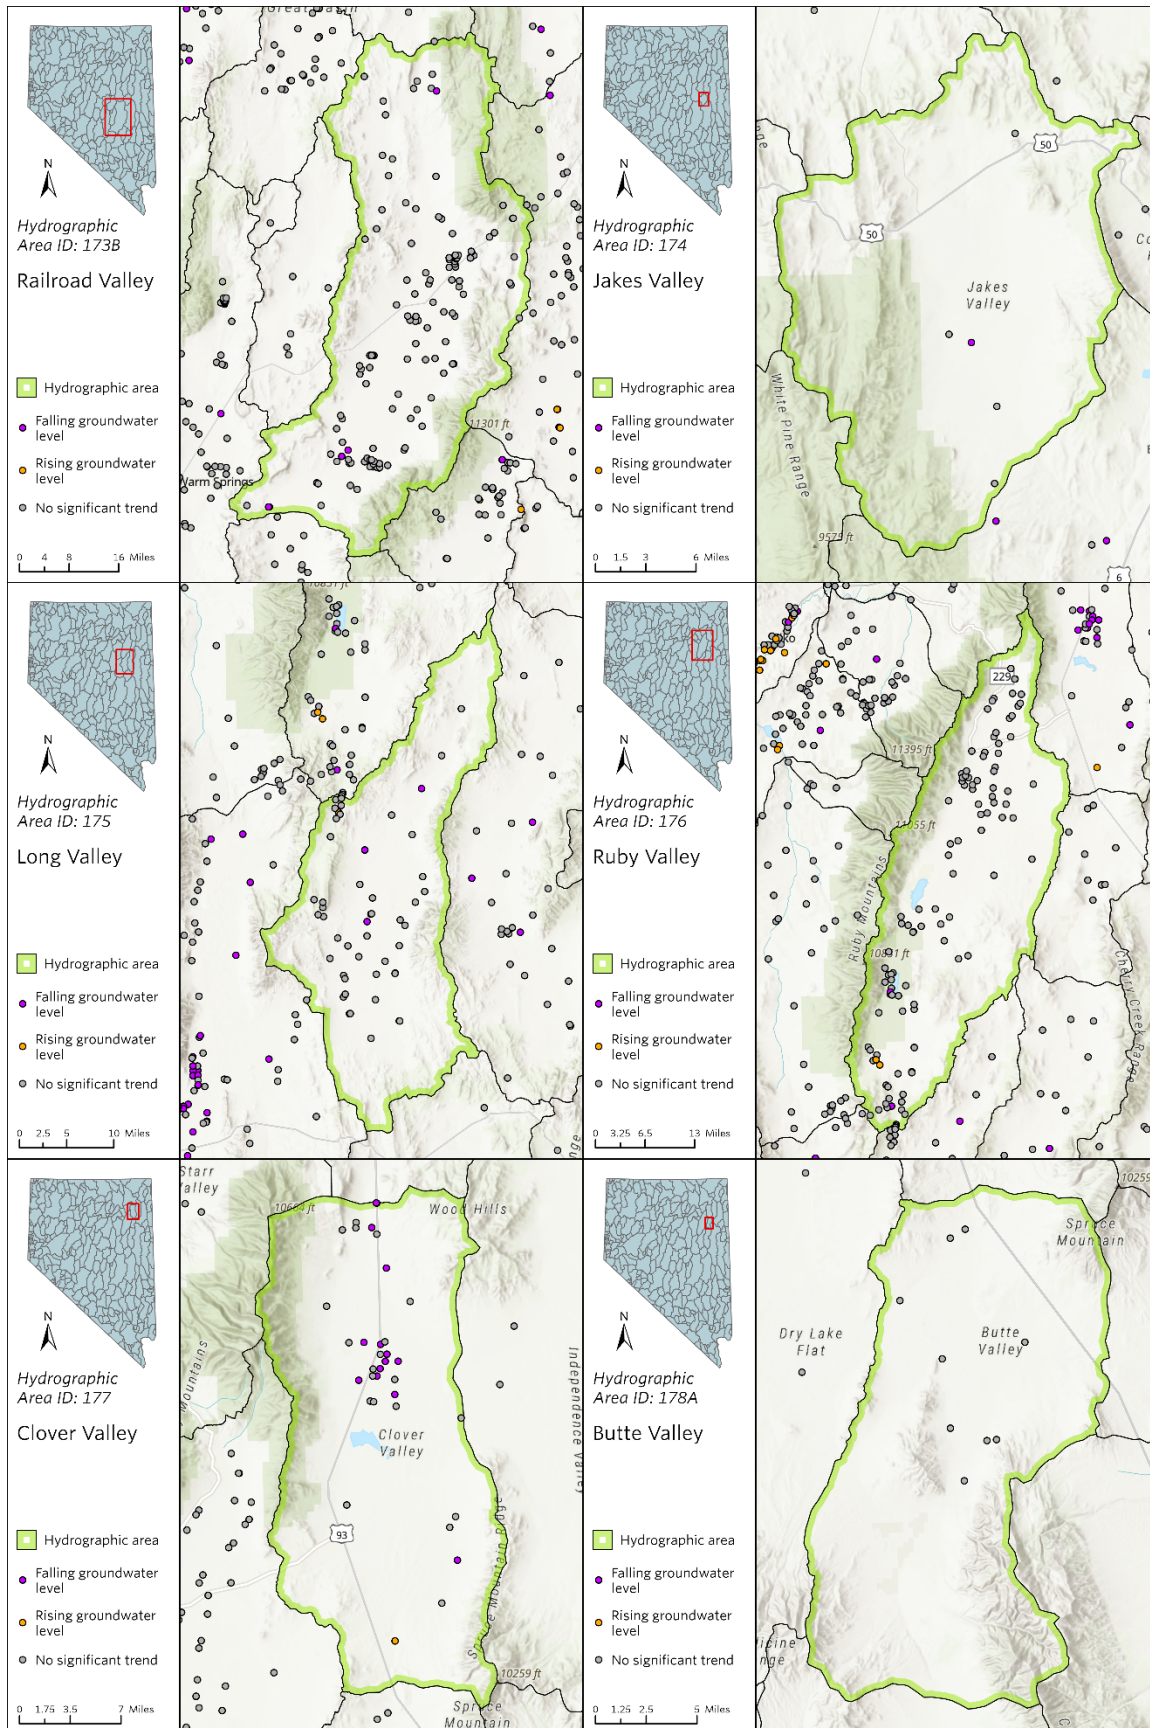 N
Hydrographic
Area ID: 173B
Railroad Valley
Hydrographic area
Falling groundwater
level
Rising groundwater
level
No significant trend
0 4 8 16 Miles
Great Basin
11301 ft
Warm Springs
N
Hydrographic
Area ID: 174
Jakes Valley
Hydrographic area
Falling groundwater
level
Rising groundwater
level
No significant trend
0 1.5 3 6 Miles
50
50
Jakes
Valley
White Pine Range
9575 ft
6
N
Hydrographic
Area ID: 175
Long Valley
Hydrographic area
Falling groundwater
level
Rising groundwater
level
No significant trend
0 2.5 5 10 Miles
N
Hydrographic
Area ID: 176
Ruby Valley
Hydrographic area
Falling groundwater
level
Rising groundwater
level
No significant trend
0 3.25 6.5 13 Miles
229
11395 ft
Ruby Mountains
Cherry Creek Range
N
Hydrographic
Area ID: 177
Clover Valley
Hydrographic area
Falling groundwater
level
Rising groundwater
level
No significant trend
0 1.75 3.5 7 Miles
Starr
Valley
Wood Hills
Mountains
Independence Valley
Clover
Valley
93
Spruce Mountain Ridge
10259 ft
Spruce
Mountain
N
Hydrographic
Area ID: 178A
Butte Valley
Hydrographic area
Falling groundwater
level
Rising groundwater
level
No significant trend
0 1.25 2.5 5 Miles
10259
Spruce
Mountain
Dry Lake
Flat
Butte
Valley